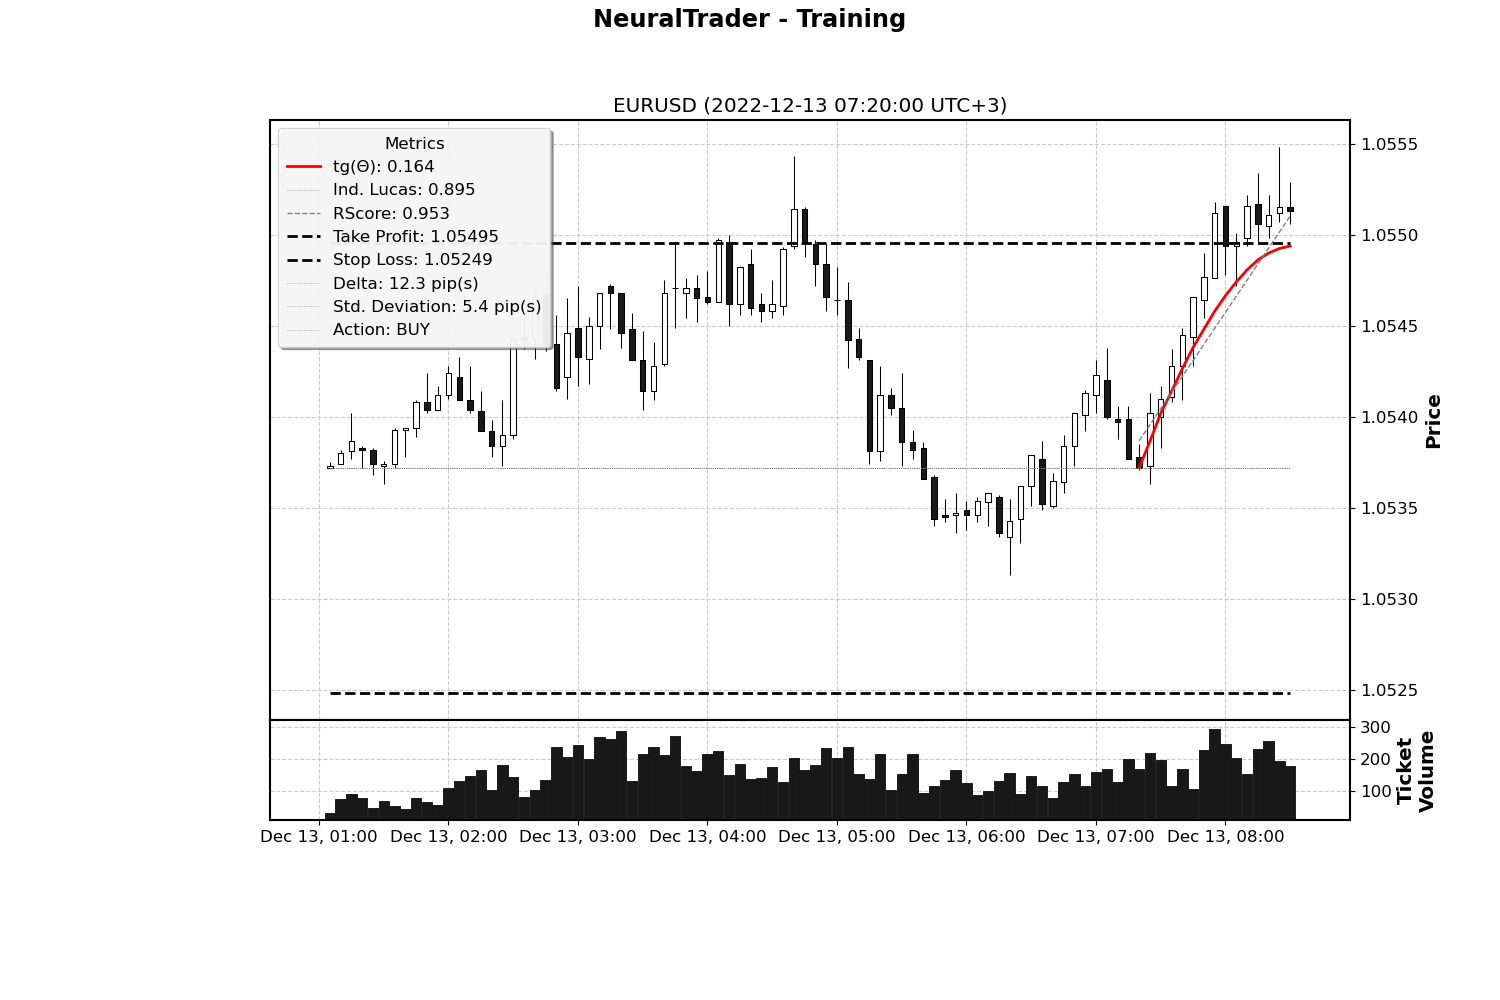 NeuralTrader - Training
EURUSD (2022-12-13 07:20:00 UTC+3)
Metrics
tg(Θ): 0.164
Ind. Lucas: 0.895
RScore: 0.953
Take Profit: 1.05495
Stop Loss: 1.05249
Delta: 12.3 pip(s)
Std. Deviation: 5.4 pip(s)
Action: BUY
1.0555
1.0550
1.0545
1.0540
1.0535
1.0530
1.0525
Price
300
200
100
Ticket
Volume
Dec 13, 01:00 Dec 13, 02:00 Dec 13, 03:00 Dec 13, 04:00 Dec 13, 05:00 Dec 13, 06:00 Dec 13, 07:00 Dec 13, 08:00